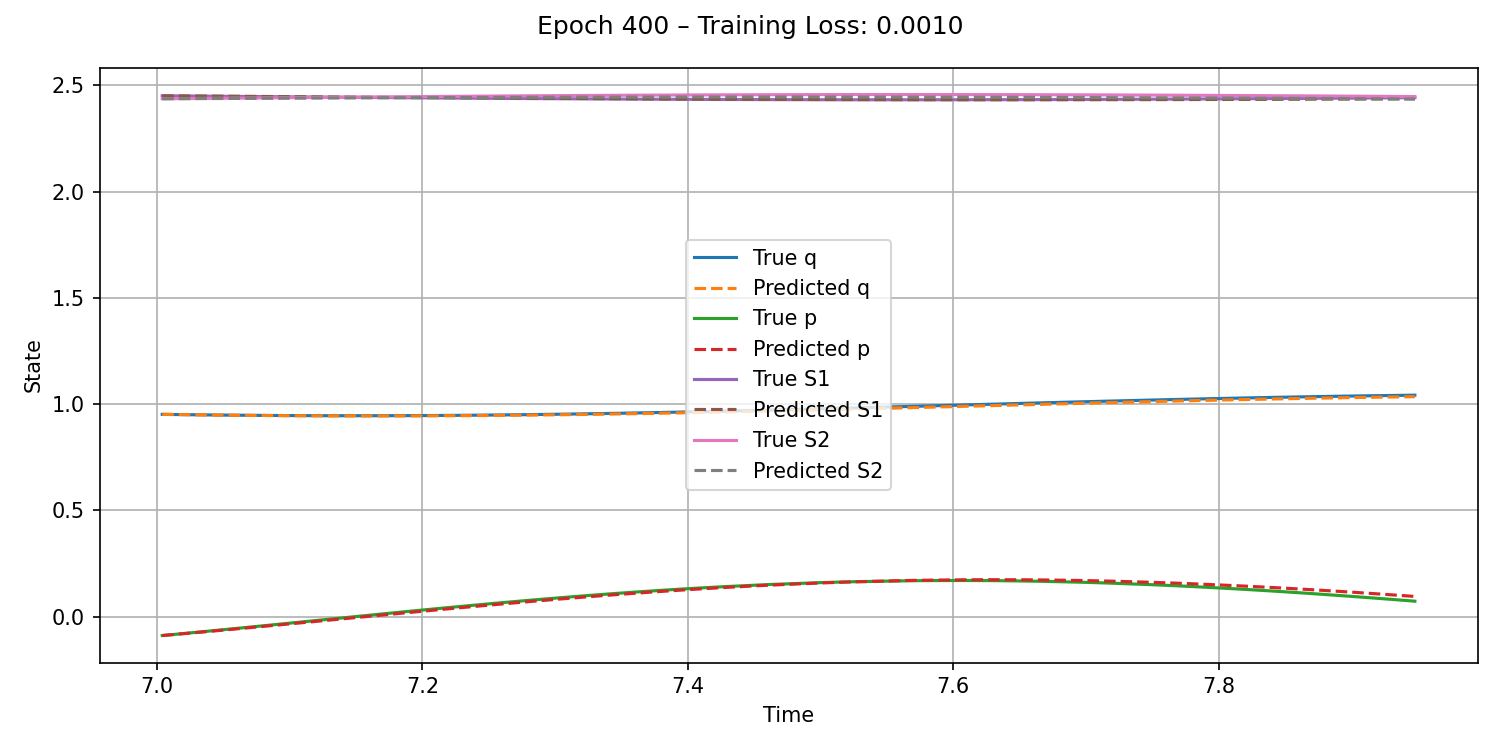 Epoch 400 – Training Loss: 0.0010
2.5
2.0
1.5
1.0
0.5
0.0
State
True q
Predicted q
True p
Predicted p
True S1
Predicted S1
True S2
Predicted S2
7.0 7.2 7.4 7.6 7.8
Time